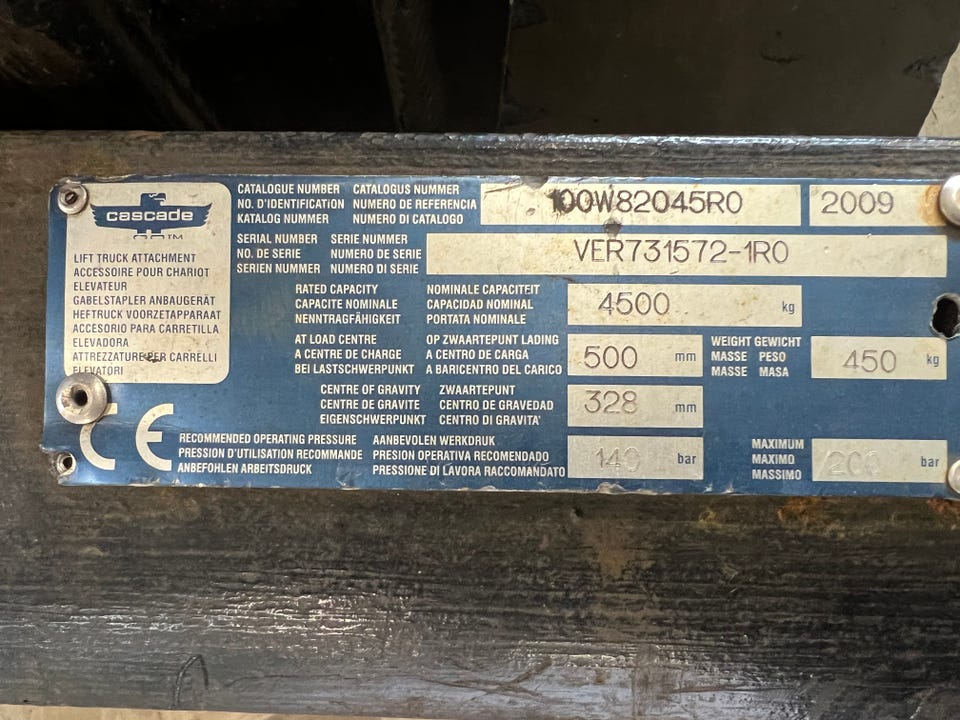 cascade
TM
LIFT TRUCK ATTACHMENT
ACCESSOIRE POUR CHARIOT
ELEVATEUR
GABELSTAPLER ANBAUGERÄT
HEFTRUCK VOORZETAPPARAAT
ACCESORIO PARA CARRETILLA
ELEVADORA
ATTREZZATURE PER CARRELLI
ELEVATORI
CE
CATALOGUE NUMBER CATALOGUS NUMMER
NO. D'IDENTIFICATION NUMERO DE REFERENCIA
KATALOG NUMMER NUMERO DI CATALOGO
100W82045R0 2009
SERIAL NUMBER SERIE NUMMER
NO. DE SERIE NUMERO DE SERIE
SERIEN NUMMER NUMERO DI SERIE
VER731572-1R0
RATED CAPACITY NOMINALE CAPACITEIT
CAPACITE NOMINALE CAPACIDAD NOMINAL
NENNTRAGFÄHIGKEIT PORTATA NOMINALE
4500 kg
AT LOAD CENTRE OP ZWAARTEPUNT LADING
A CENTRE DE CHARGE A CENTRO DE CARGA
BEI LASTSCHWERPUNKT A BARICENTRO DEL CARICO
500 mm
WEIGHT GEWICHT
MASSE PESO
MASSE MASA
450 kg
CENTRE OF GRAVITY ZWAARTEPUNT
CENTRE DE GRAVITE CENTRO DE GRAVEDAD
EIGENSCHWERPUNKT CENTRO DI GRAVITA'
328 mm
RECOMMENDED OPERATING PRESSURE AANBEVOLEN WERKDRUK
PRESSION D'UTILISATION RECOMMANDE PRESION OPERATIVA RECOMENDADO
ANBEFOHLEN ARBEITSDRUCK PRESSIONE DI LAVORA RACCOMANDATO
140 bar
MAXIMUM
MAXIMO
MASSIMO
200 bar